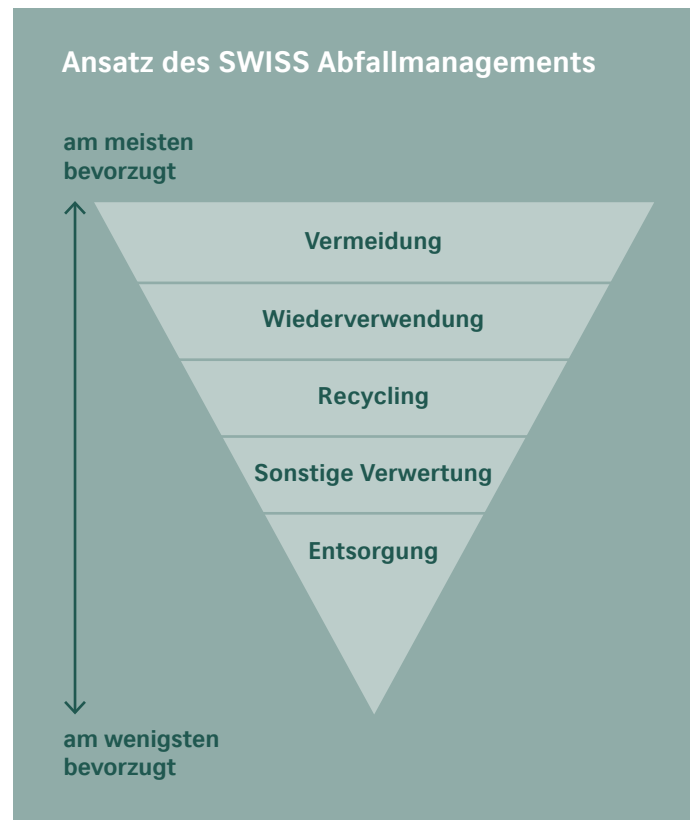 Ansatz des SWISS Abfallmanagements
am meisten
bevorzugt
Vermeidung
Wiederverwendung
Recycling
Sonstige Verwertung
Entsorgung
am wenigsten
bevorzugt